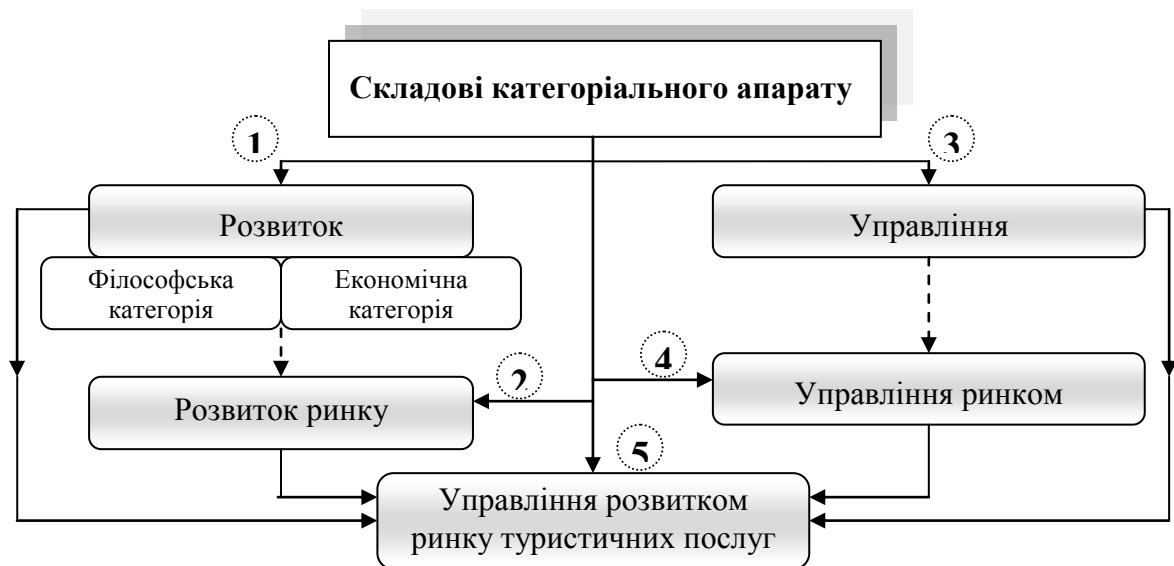 Складові категоріального апарату
1
3
Розвиток
Управління
Філософська
категорія
Економічна
категорія
2
4
Розвиток ринку
Управління ринком
5
Управління розвитком
ринку туристичних послуг